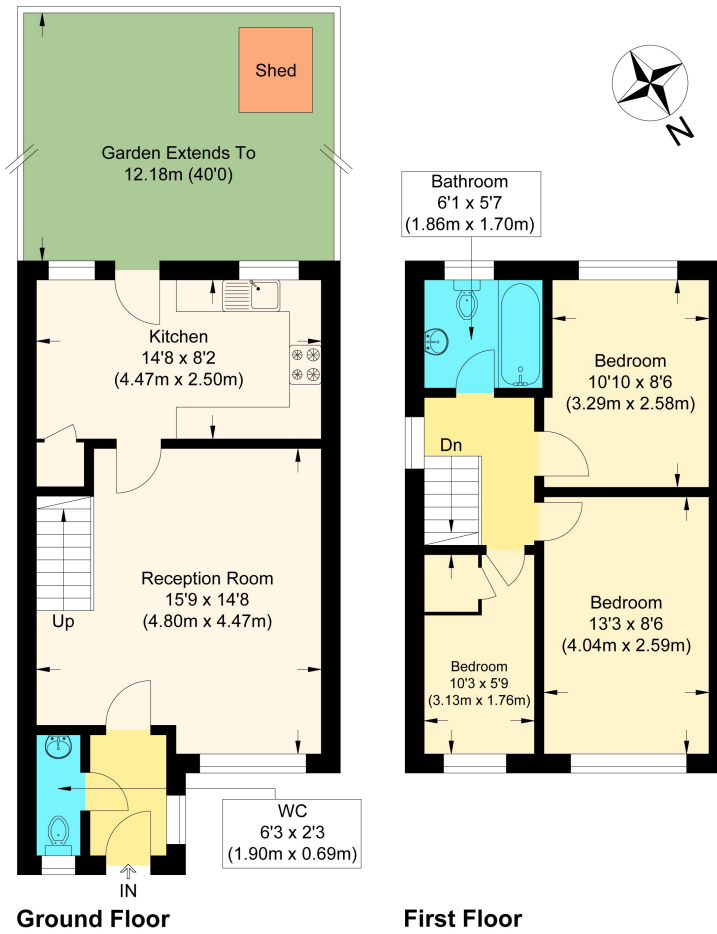 Shed
Garden Extends To
12.18m (40'0)
N
Bathroom
6'1 x 5'7
(1.86m x 1.70m)
Kitchen
14'8 x 8'2
(4.47m x 2.50m)
Bedroom
10'10 x 8'6
(3.29m x 2.58m)
Dn
Reception Room
15'9 x 14'8
(4.80m x 4.47m)
Up
Bedroom
13'3 x 8'6
(4.04m x 2.59m)
Bedroom
10'3 x 5'9
(3.13m x 1.76m)
WC
6'3 x 2'3
(1.90m x 0.69m)
IN
Ground Floor
First Floor